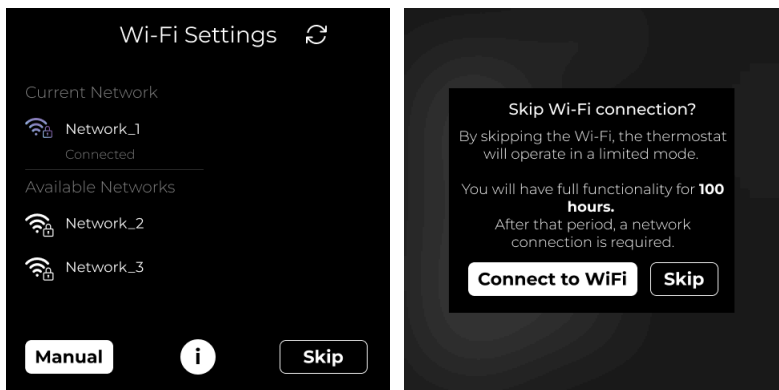 Wi-Fi Settings
Current Network
Network_1
Connected
Available Networks
Network_2
Network_3
Manual
i
Skip
Skip Wi-Fi connection?
By skipping the Wi-Fi, the thermostat
will operate in a limited mode.
You will have full functionality for 100
hours.
After that period, a network
connection is required.
Connect to WiFi
Skip